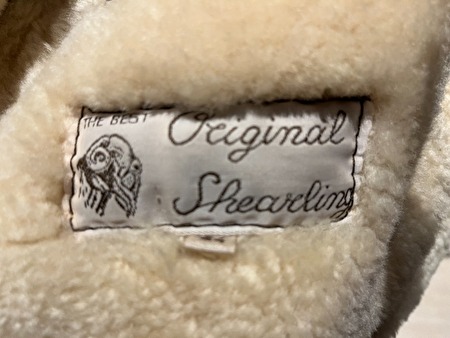 THE BEST
Original
Shearling